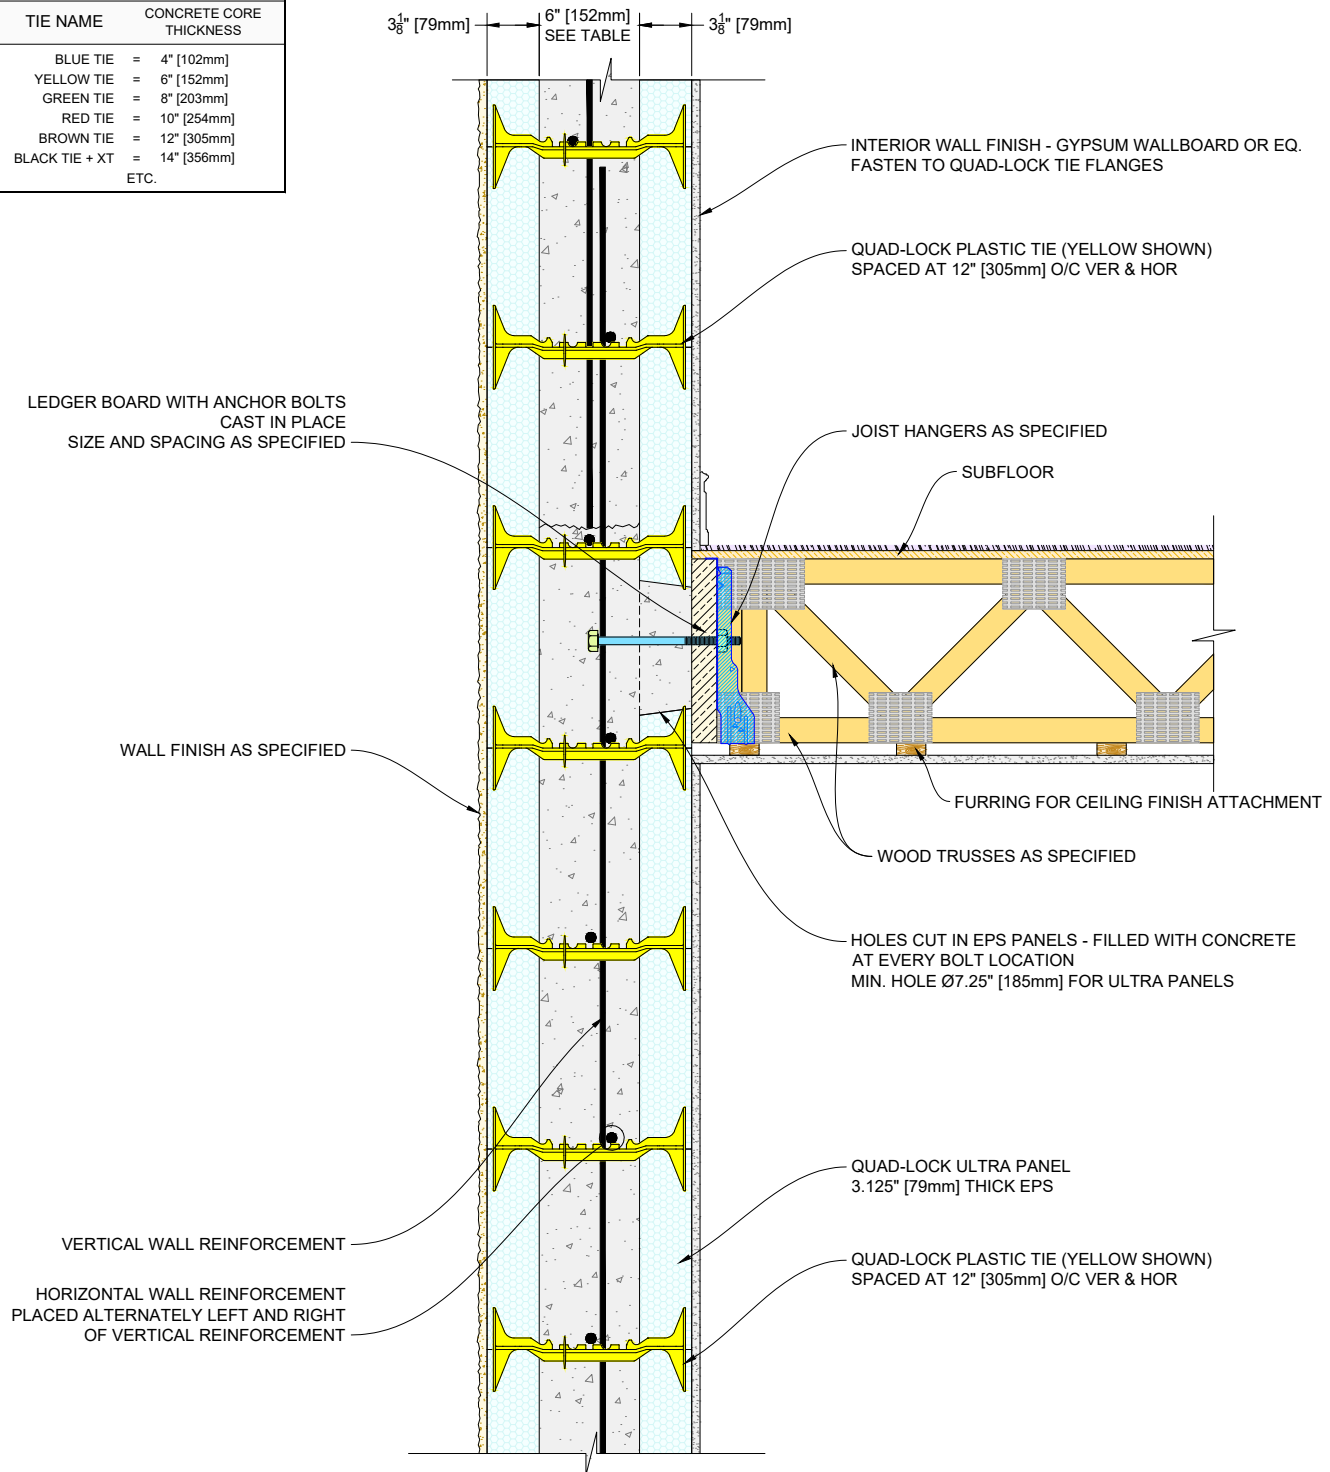 TIE NAME
CONCRETE CORE
THICKNESS
BLUE TIE = 4" [102mm]
YELLOW TIE = 6" [152mm]
GREEN TIE = 8" [203mm]
RED TIE = 10" [254mm]
BROWN TIE = 12" [305mm]
BLACK TIE + XT = 14" [356mm]
ETC.
3 1/8" [79mm]
6" [152mm]
SEE TABLE
3 1/8" [79mm]
INTERIOR WALL FINISH - GYPSUM WALLBOARD OR EQ.
FASTEN TO QUAD-LOCK TIE FLANGES
QUAD-LOCK PLASTIC TIE (YELLOW SHOWN)
SPACED AT 12" [305mm] O/C VER & HOR
LEDGER BOARD WITH ANCHOR BOLTS
CAST IN PLACE
SIZE AND SPACING AS SPECIFIED
JOIST HANGERS AS SPECIFIED
SUBFLOOR
WALL FINISH AS SPECIFIED
FURRING FOR CEILING FINISH ATTACHMENT
WOOD TRUSSES AS SPECIFIED
HOLES CUT IN EPS PANELS - FILLED WITH CONCRETE
AT EVERY BOLT LOCATION
MIN. HOLE Ø7.25" [185mm] FOR ULTRA PANELS
QUAD-LOCK ULTRA PANEL
3.125" [79mm] THICK EPS
VERTICAL WALL REINFORCEMENT
QUAD-LOCK PLASTIC TIE (YELLOW SHOWN)
SPACED AT 12" [305mm] O/C VER & HOR
HORIZONTAL WALL REINFORCEMENT
PLACED ALTERNATELY LEFT AND RIGHT
OF VERTICAL REINFORCEMENT